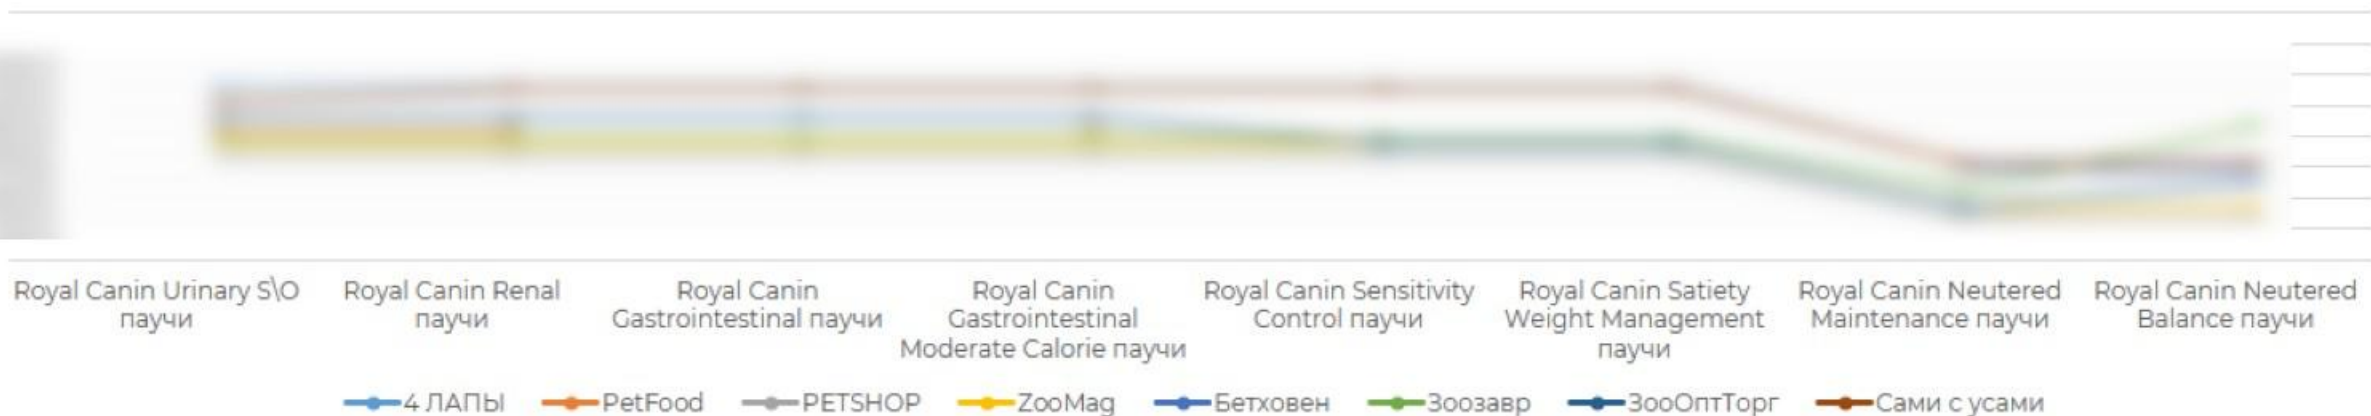 Royal Canin Urinary S\O
паучи
Royal Canin Renal
паучи
Royal Canin
Gastrointestinal паучи
Royal Canin
Gastrointestinal
Moderate Calorie паучи
Royal Canin Sensitivity
Control паучи
Royal Canin Satiety
Weight Management
паучи
Royal Canin Neutered
Maintenance паучи
Royal Canin Neutered
Balance паучи
4 ЛАПЫ PetFood PETSHOP ZooMag Бетховен Зоозавр ЗооОптТорг Сами с усами